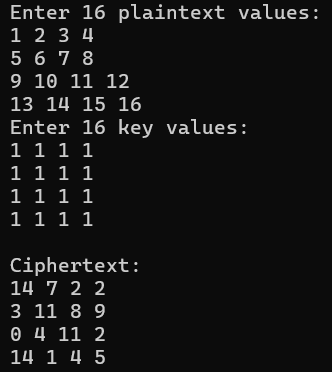 Enter 16 plaintext values:
1 2 3 4
5 6 7 8
9 10 11 12
13 14 15 16
Enter 16 key values:
1 1 1 1
1 1 1 1
1 1 1 1
1 1 1 1
Ciphertext:
14 7 2 2
3 11 8 9
0 4 11 2
14 1 4 5